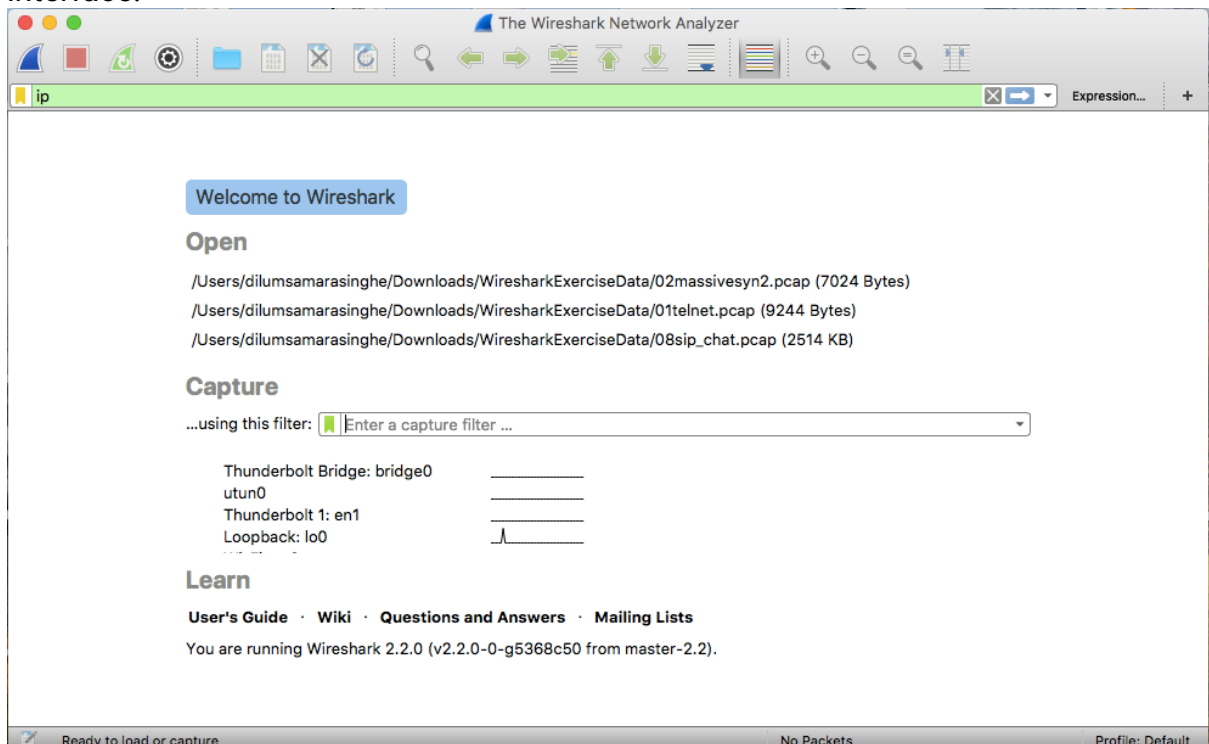 interface.
The Wireshark Network Analyzer
ip
Expression... +
Welcome to Wireshark
Open
/Users/dilumsamarasinghe/Downloads/WiresharkExerciseData/02massivesyn2.pcap (7024 Bytes)
/Users/dilumsamarasinghe/Downloads/WiresharkExerciseData/01telnet.pcap (9244 Bytes)
/Users/dilumsamarasinghe/Downloads/WiresharkExerciseData/08sip_chat.pcap (2514 KB)
Capture
...using this filter: Enter a capture filter ...
Thunderbolt Bridge: bridge0
utun0
Thunderbolt 1: en1
Loopback: lo0
Learn
User's Guide · Wiki · Questions and Answers · Mailing Lists
You are running Wireshark 2.2.0 (v2.2.0-0-g5368c50 from master-2.2).
Ready to load or capture No Packets Profile: Default